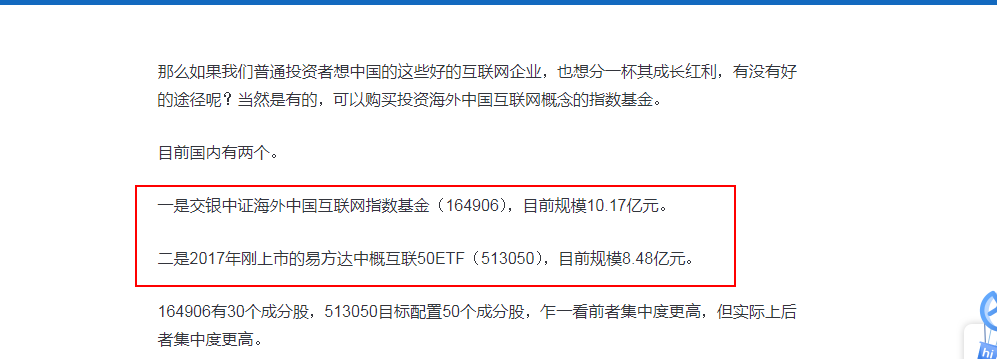 那么如果我们普通投资者想中国的这些好的互联网企业，也想分一杯其成长红利，有没有好
的途径呢？当然是有的，可以购买投资海外中国互联网概念的指数基金。
目前国内有两个。
一是交银中证海外中国互联网指数基金（164906），目前规模10.17亿元。
二是2017年刚上市的易方达中概互联50ETF（513050），目前规模8.48亿元。
164906有30个成分股，513050目标配置50个成分股，乍一看前者集中度更高，但实际上后
者集中度更高。
hi